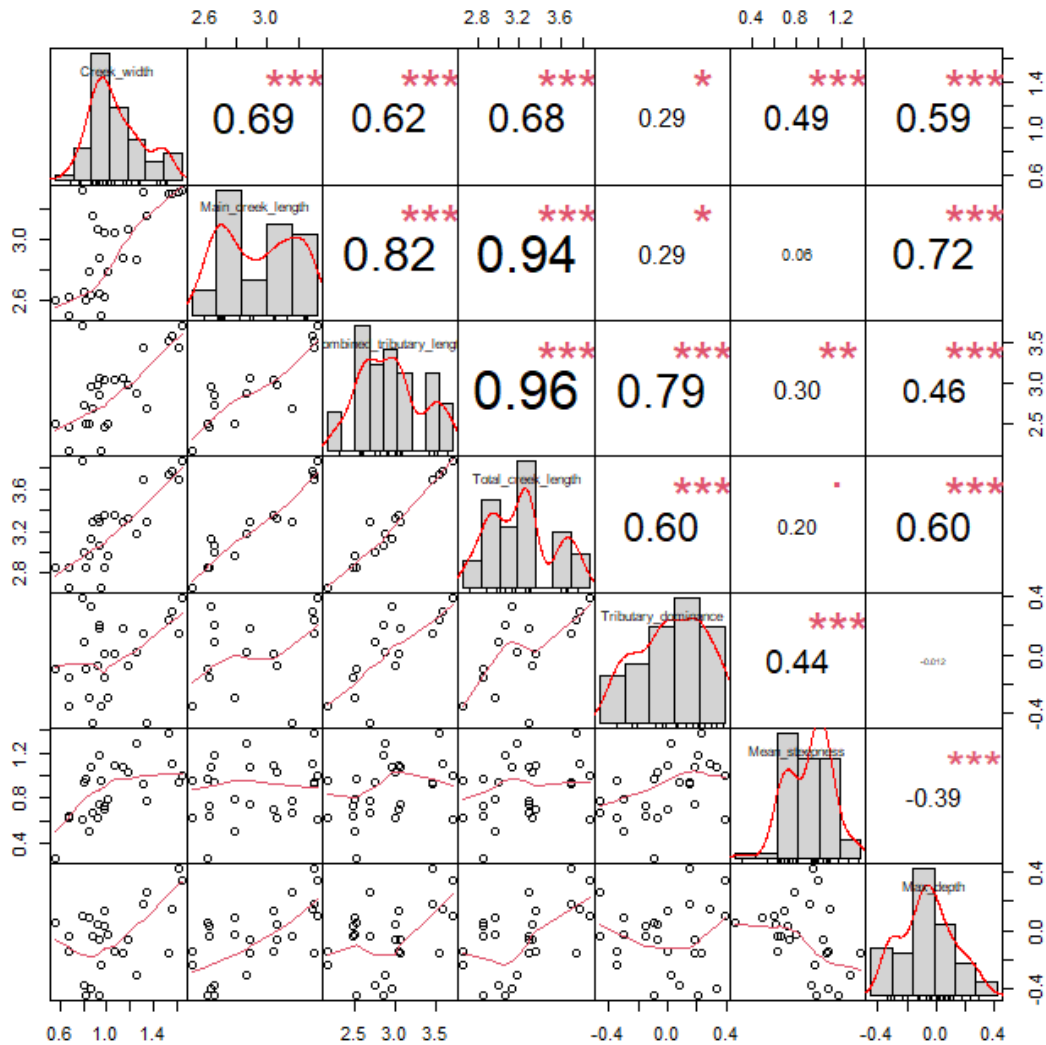 2.6 3.0 2.8 3.2 3.6 0.4 0.8 1.2
Creek_width *** *** *** * *** ***
0.69 0.62 0.68 0.29 0.49 0.59
0.6 1.0 1.4
Main_creek_length *** *** * ***
0.82 0.94 0.29 0.06 0.72
2.6 3.0
ombined_tributary_lengt *** *** ** ***
0.96 0.79 0.30 0.46
2.5 3.0 3.5
Total_creek_length *** . ***
0.60 0.20 0.60
2.8 3.2 3.6
Tributary_dominance ***
0.44 -0.012
-0.4 0.0 0.4
Mean_steepness ***
-0.39
0.4 0.8 1.2
Max_depth
-0.4 0.0 0.4
0.6 1.0 1.4 2.5 3.0 3.5 -0.4 0.0 0.4 -0.4 0.0 0.4